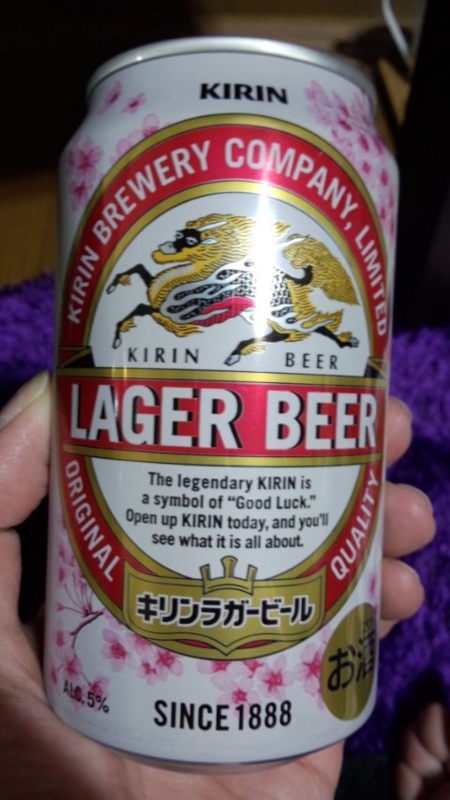 KIRIN
KIRIN BREWERY COMPANY, LIMITED
KIRIN BEER
LAGER BEER
The legendary KIRIN is
a symbol of “Good Luck.”
Open up KIRIN today, and you'll
see what it is all about.
ORIGINAL QUALITY
キリンラガービール
お酒
ALC. 5%
SINCE 1888